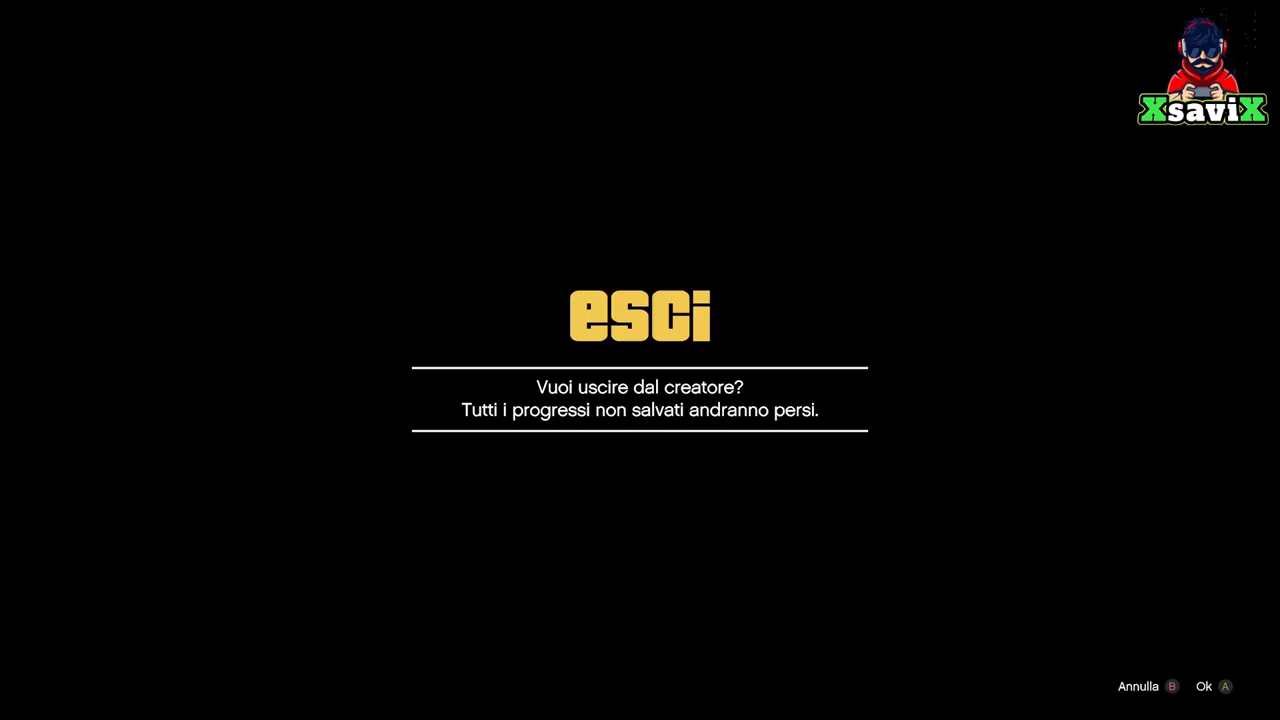 XsaviX
esci
Vuoi uscire dal creatore?
Tutti i progressi non salvati andranno persi.
Annulla B Ok A